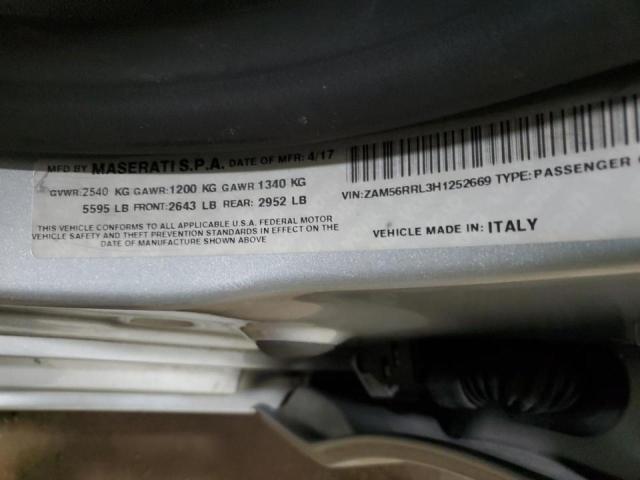 MFD BY MASERATI S.P.A. DATE OF MFR: 4/17
GVWR:2540 KG GAWR:1200 KG GAWR 1340 KG
5595 LB FRONT:2643 LB REAR: 2952 LB
THIS VEHICLE CONFORMS TO ALL APPLICABLE U.S.A. FEDERAL MOTOR
VEHICLE SAFETY AND THEFT PREVENTION STANDARDS IN EFFECT ON THE
DATE OF MANUFACTURE SHOWN ABOVE
VIN:ZAM56RRL3H1252669 TYPE:PASSENGER
VEHICLE MADE IN: ITALY